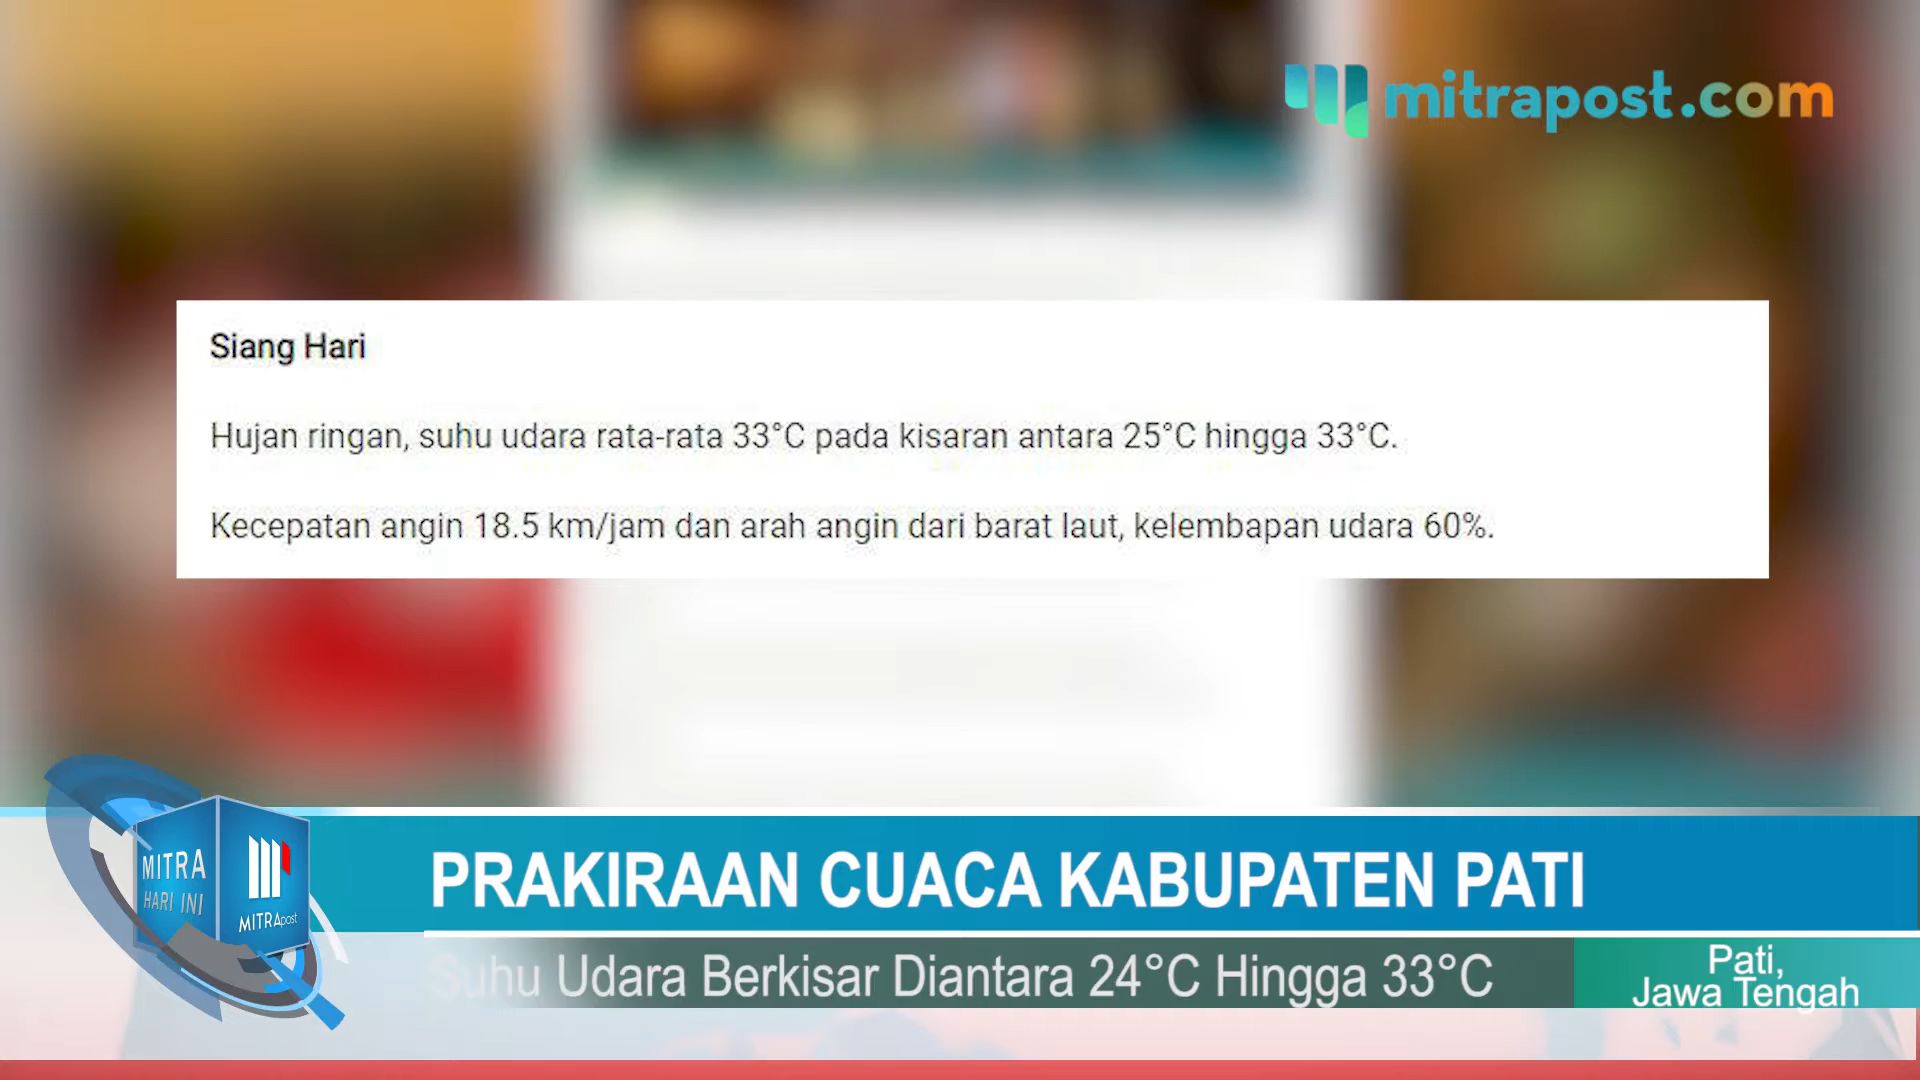 mitrapost.com
Siang Hari
Hujan ringan, suhu udara rata-rata 33°C pada kisaran antara 25°C hingga 33°C.
Kecepatan angin 18.5 km/jam dan arah angin dari barat laut, kelembapan udara 60%.
MITRA
HARI INI
MITRApost
PRAKIRAAN CUACA KABUPATEN PATI
Suhu Udara Berkisar Diantara 24°C Hingga 33°C
Pati,
Jawa Tengah